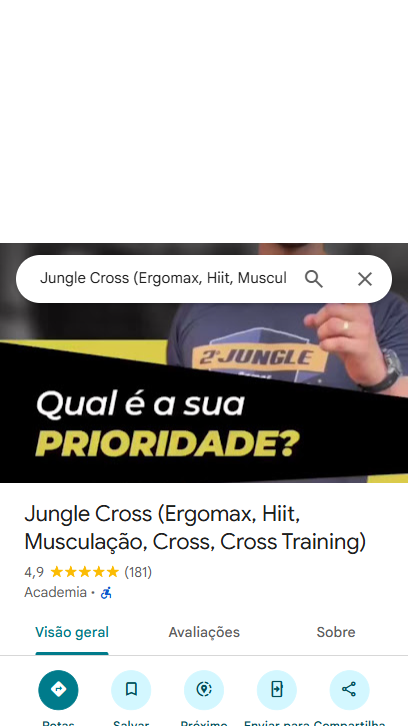 Jungle Cross (Ergomax, Hiit, Muscul
2º JUNGLE
Qual é a sua
PRIORIDADE?
Jungle Cross (Ergomax, Hiit,
Musculação, Cross, Cross Training)
4,9 ★★★★★ (181)
Academia ·
Visão geral Avaliações Sobre
Rotas Salvar Próximo Enviar para Compartilha